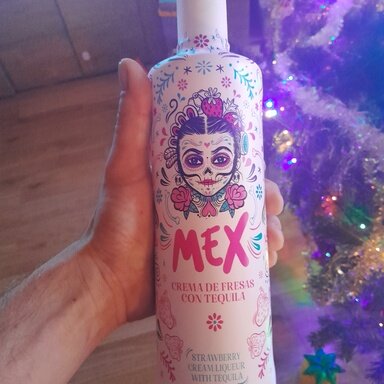 MEX
CREMA DE FRESAS
CON TEQUILA
STRAWBERRY
CREAM LIQUEUR
WITH TEQUILA